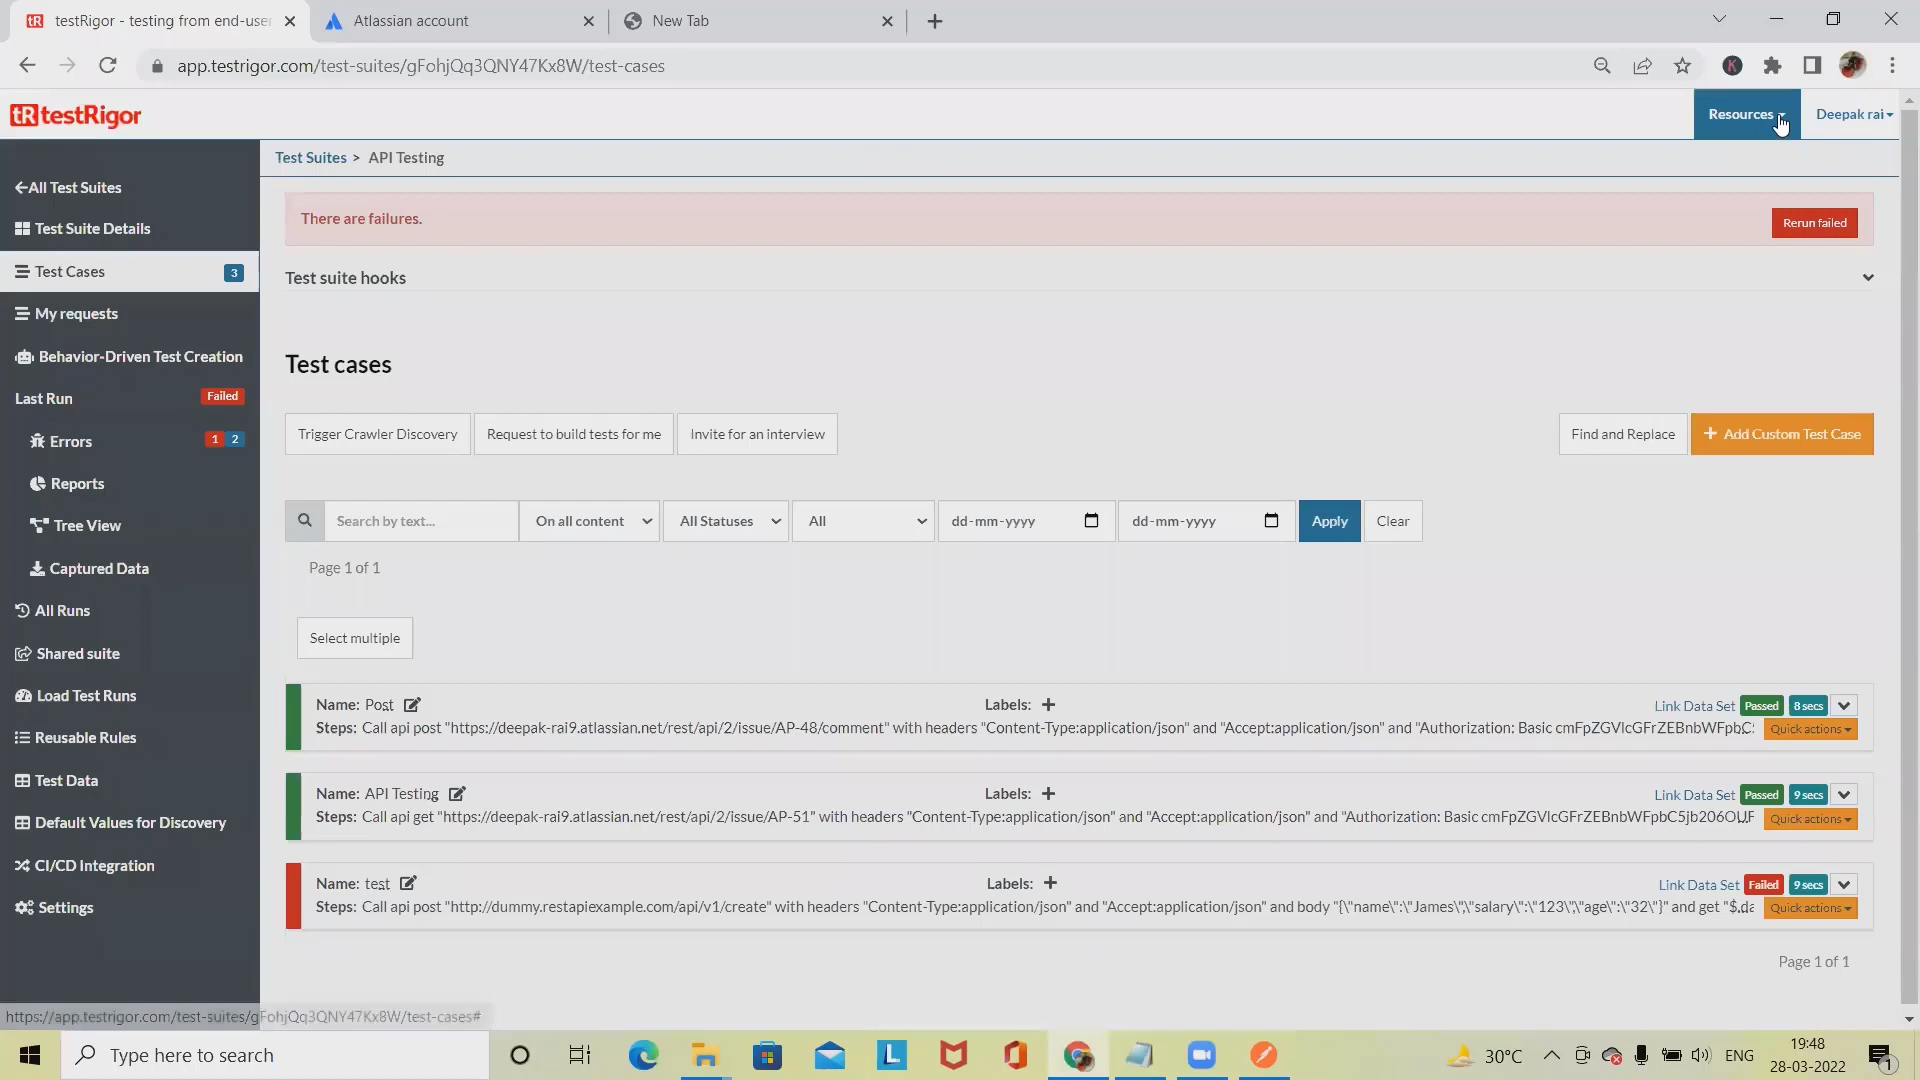 testRigor - testing from end-user
Atlassian account
New Tab
app.testrigor.com/test-suites/gFohjQq3QNY47Kx8W/test-cases
K
tR testRigor
Resources
Deepak rai
Test Suites > API Testing
All Test Suites
Test Suite Details
Test Cases 3
My requests
Behavior-Driven Test Creation
Last Run Failed
Errors 1 2
Reports
Tree View
Captured Data
All Runs
Shared suite
Load Test Runs
Reusable Rules
Test Data
Default Values for Discovery
CI/CD Integration
Settings
There are failures.
Rerun failed
Test suite hooks
Test cases
Trigger Crawler Discovery
Request to build tests for me
Invite for an interview
Find and Replace
+ Add Custom Test Case
Search by text...
On all content
All Statuses
All
dd-mm-yyyy
dd-mm-yyyy
Apply
Clear
Page 1 of 1
Select multiple
Name: Post Labels: + Link Data Set Passed 8 secs
Steps: Call api post "https://deepak-rai9.atlassian.net/rest/api/2/issue/AP-48/comment" with headers "Content-Type:application/json" and "Accept:application/json" and "Authorization: Basic Quick actions
Name: API Testing Labels: + Link Data Set Passed 9 secs
Steps: Call api get "https://deepak-rai9.atlassian.net/rest/api/2/issue/AP-51" with headers "Content-Type:application/json" and "Accept:application/json" and "Authorization: Basic Quick actions
Name: test Labels: + Link Data Set Failed 9 secs
Steps: Call api post "http://dummy.restapiexample.com/api/v1/create" with headers "Content-Type:application/json" and "Accept:application/json" and body "{\"name\":\"James\",\"salary\":\"123\",\"age\":\"32\"}" and get "$.da Quick actions
Page 1 of 1
https://app.testrigor.com/test-suites/gFohjQq3QNY47Kx8W/test-cases#
Type here to search
L
30°C
ENG
19:48
28-03-2022
1